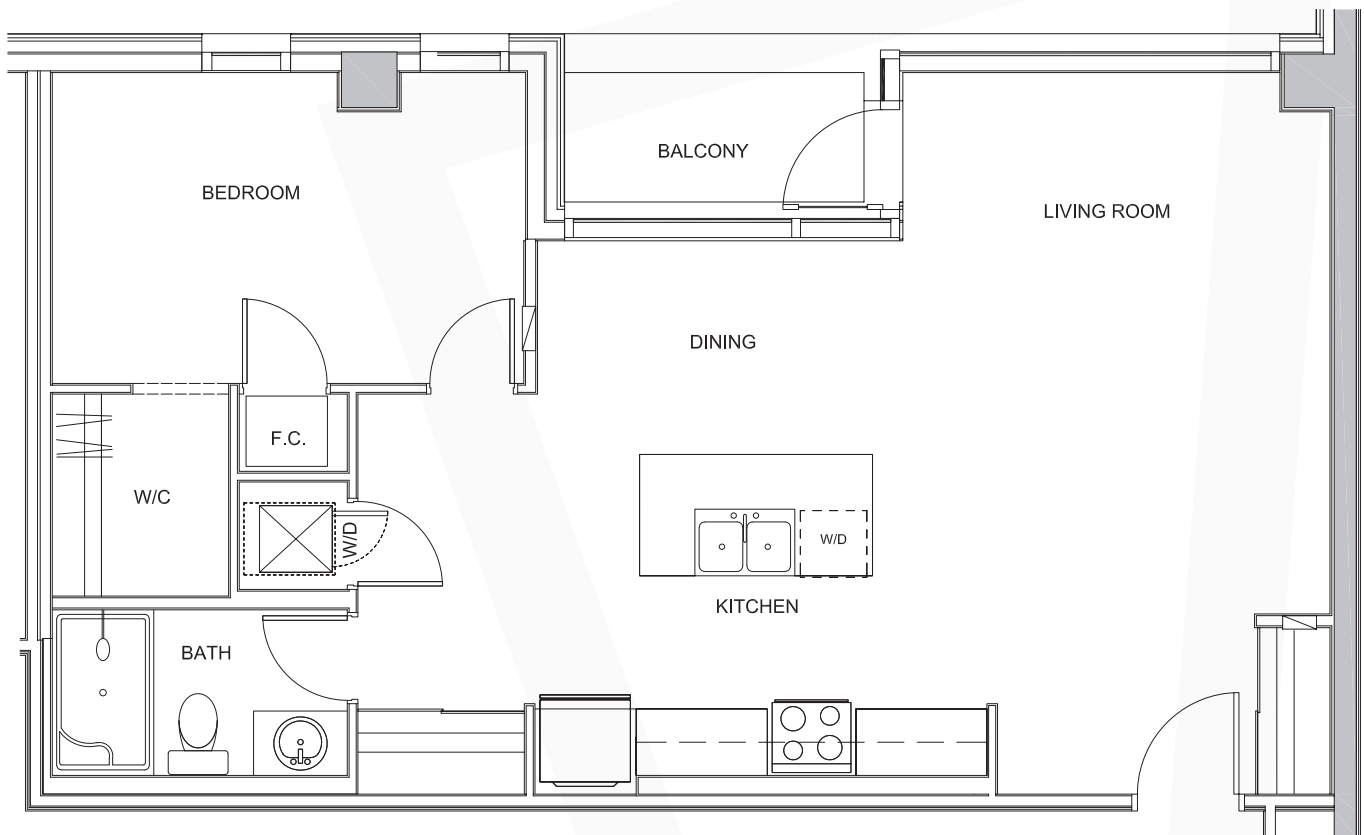 BALCONY
BEDROOM
LIVING ROOM
DINING
F.C.
W/C
W/D
W/D
KITCHEN
BATH